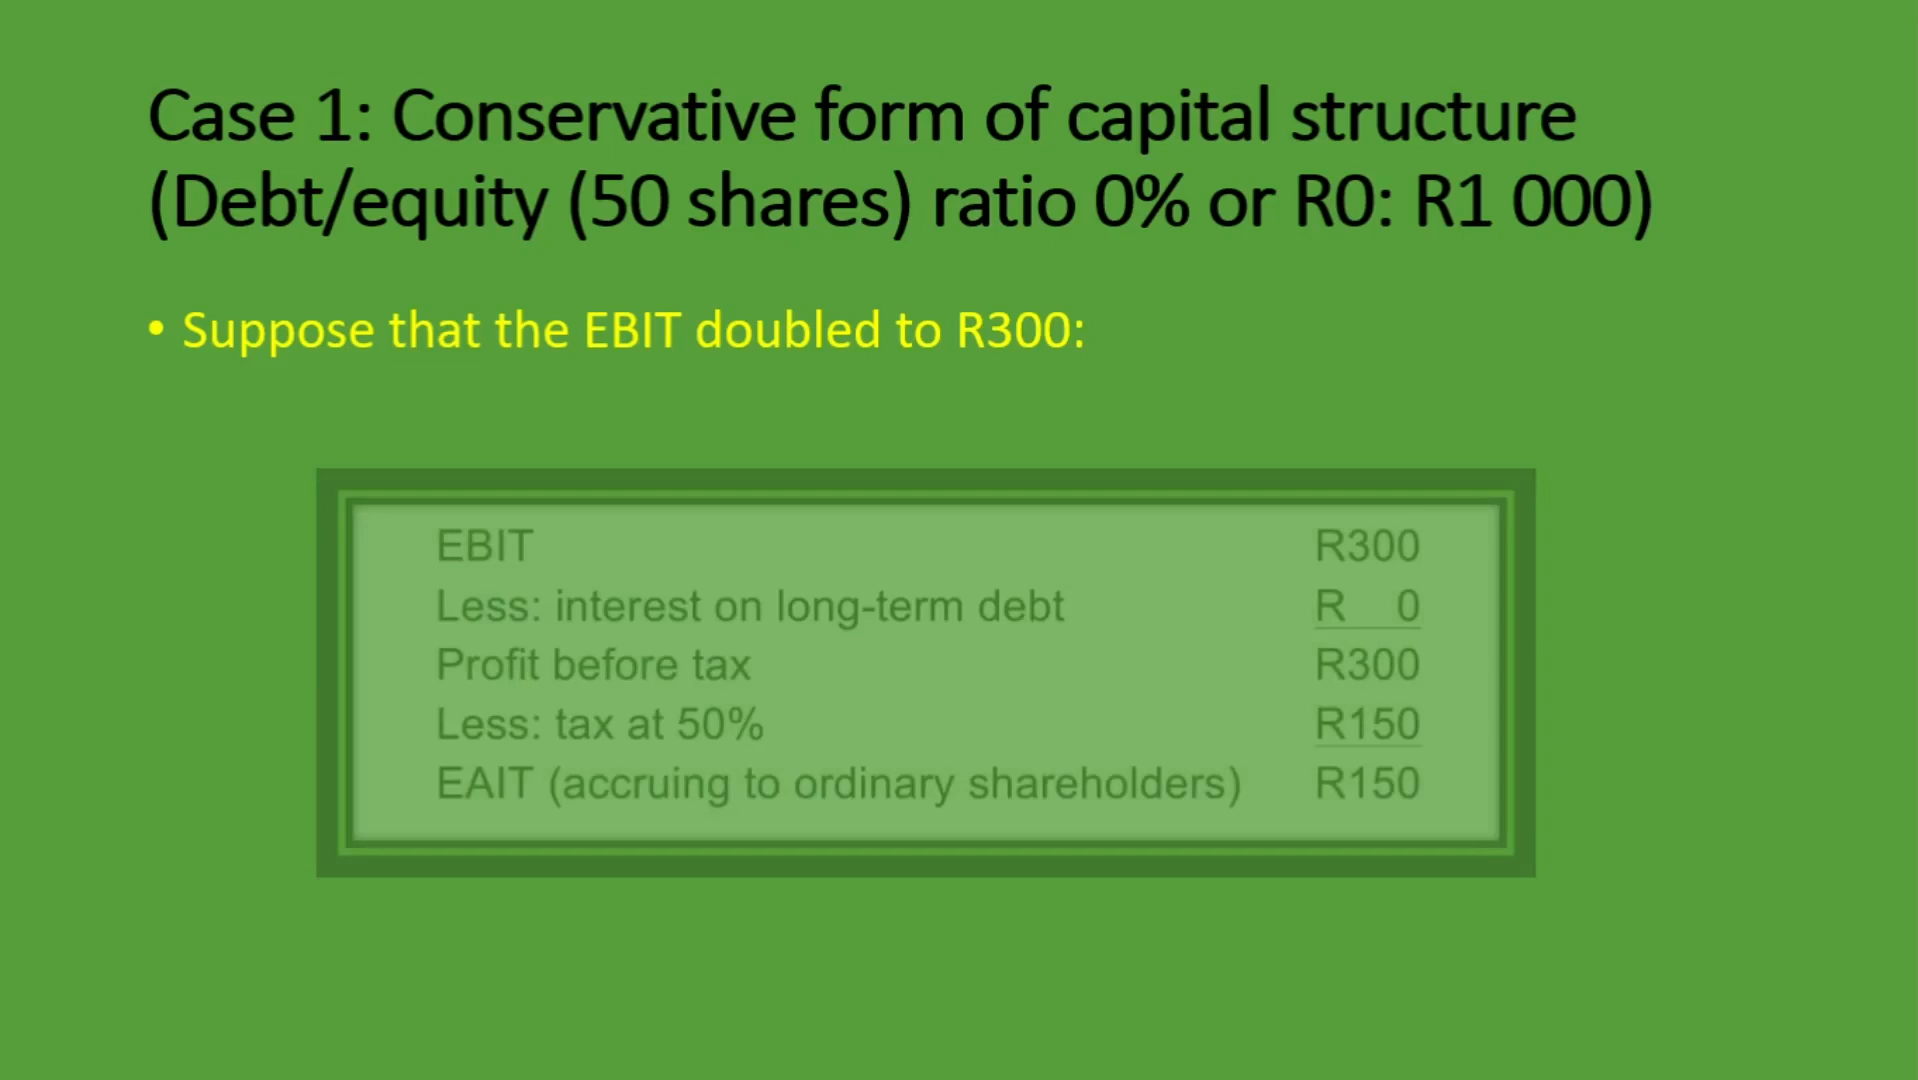 Case 1: Conservative form of capital structure
(Debt/equity (50 shares) ratio 0% or R0: R1 000)
• Suppose that the EBIT doubled to R300:
EBIT R300
Less: interest on long-term debt R 0
Profit before tax R300
Less: tax at 50% R150
EAIT (accruing to ordinary shareholders) R150